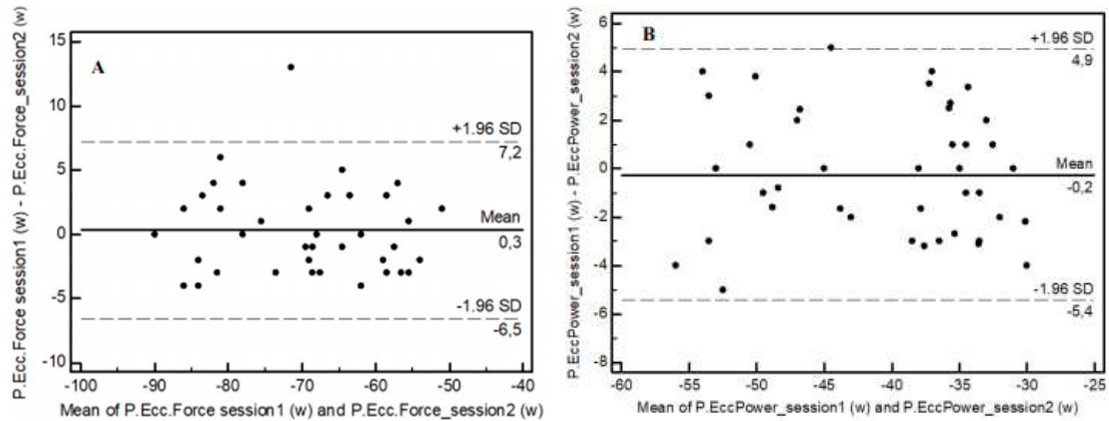 P.Ecc.Force session1 (w) - P.Ecc.Force_session2 (w)
15
10
5
0
-5
-10
A
+1.96 SD
7,2
Mean
0,3
-1.96 SD
-6,5
-100 -90 -80 -70 -60 -50 -40
Mean of P.Ecc.Force session1 (w) and P.Ecc.Force_session2 (w)
P.EccPower_session1 (w) - P.EccPower_session2 (w)
6
4
2
0
-2
-4
-6
-8
B
+1.96 SD
4,9
Mean
-0,2
-1.96 SD
-5,4
-60 -55 -50 -45 -40 -35 -30 -25
Mean of P.EccPower_session1 (w) and P.EccPower_session2 (w)